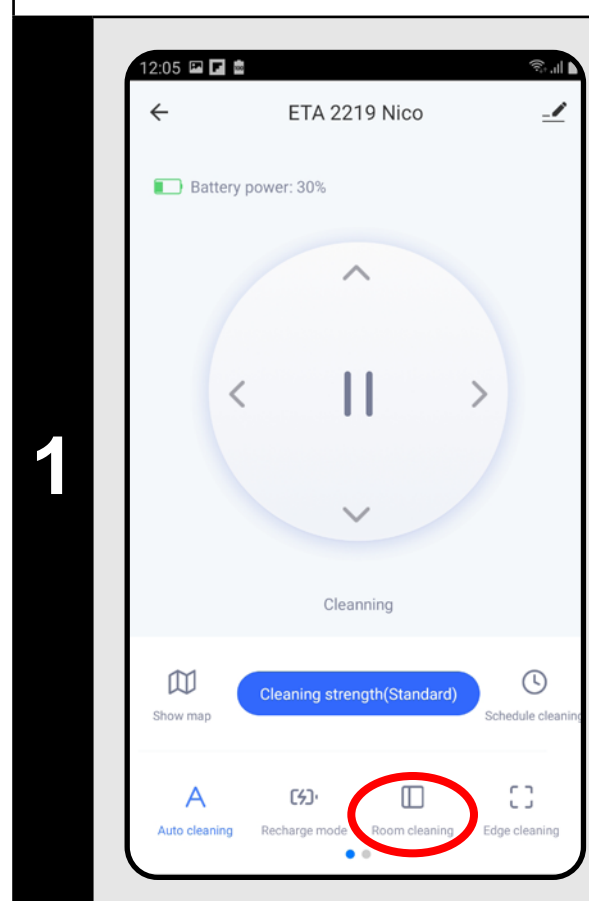 12:05
ETA 2219 Nico
Battery power: 30%
1
Cleanning
Cleaning strength(Standard)
Show map
Schedule cleaning
Auto cleaning
Recharge mode
Room cleaning
Edge cleaning